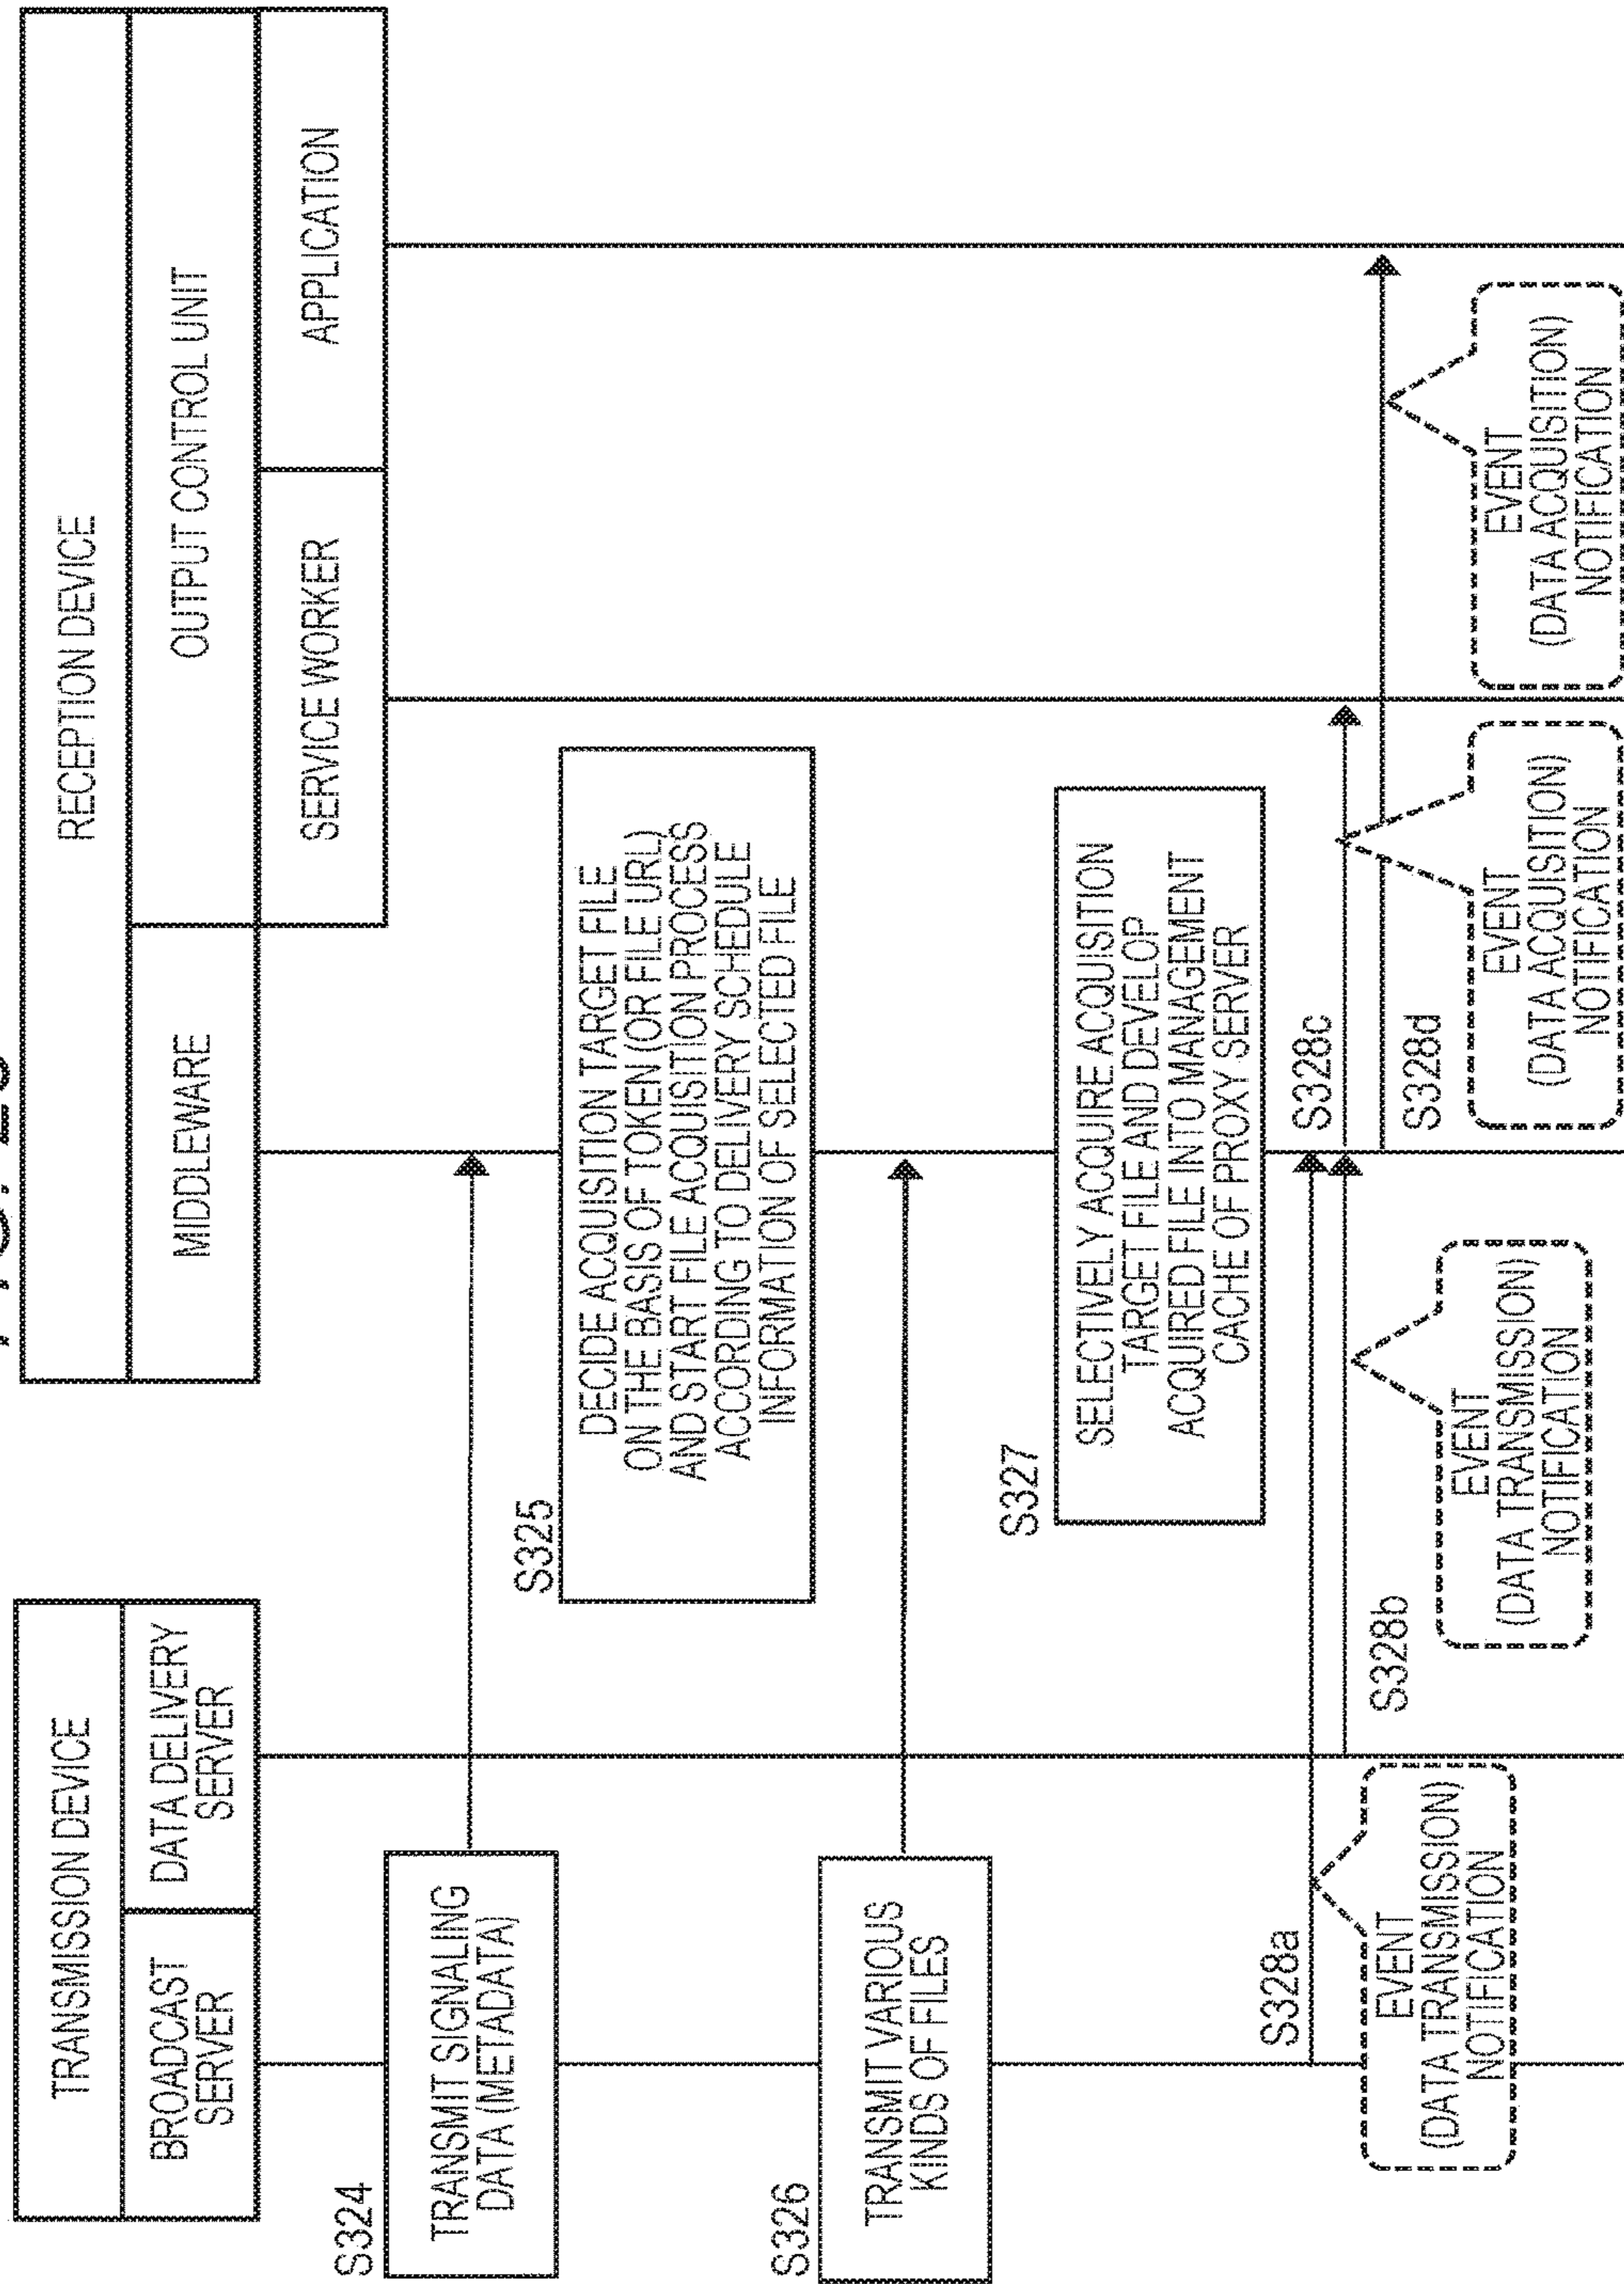 TRANSMISSION DEVICE
BROADCAST
SERVER
DATA DELIVERY
SERVER
RECEPTION DEVICE
MIDDLEWARE
OUTPUT CONTROL UNIT
SERVICE WORKER
APPLICATION
S324
TRANSMIT SIGNALING
DATA (METADATA)
S325
DECIDE ACQUISITION TARGET FILE
ON THE BASIS OF TOKEN (OR FILE URL)
AND START FILE ACQUISITION PROCESS
ACCORDING TO DELIVERY SCHEDULE
INFORMATION OF SELECTED FILE
S326
TRANSMIT VARIOUS
KINDS OF FILES
S327
SELECTIVELY ACQUIRE ACQUISITION
TARGET FILE AND DEVELOP
ACQUIRED FILE INTO MANAGEMENT
CACHE OF PROXY SERVER
S328a
EVENT
(DATA TRANSMISSION)
NOTIFICATION
S328b
EVENT
(DATA TRANSMISSION)
NOTIFICATION
S328c
S328d
EVENT
(DATA ACQUISITION)
NOTIFICATION
EVENT
(DATA ACQUISITION)
NOTIFICATION